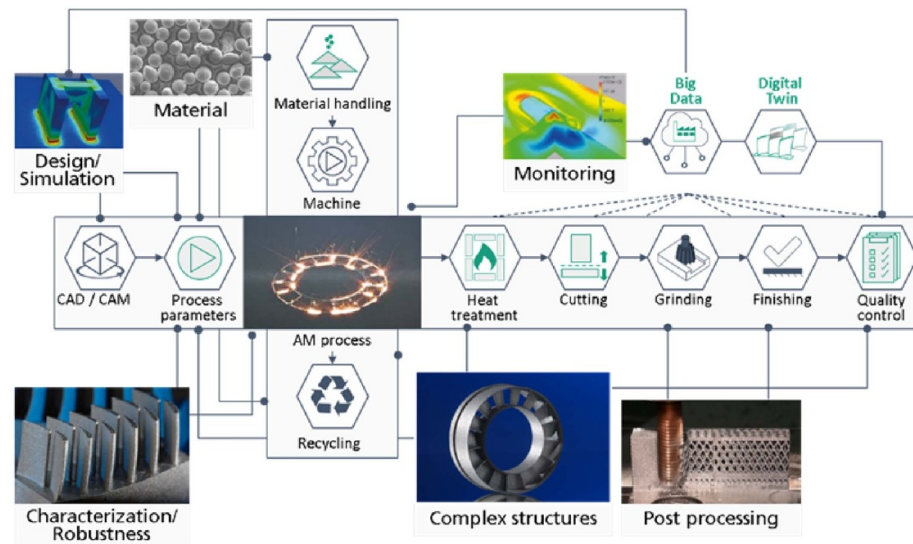 Big
Data
Digital
Twin
Material
Material handling
Design/
Simulation
Monitoring
Machine
CAD / CAM
Process
parameters
Heat
treatment
Cutting
Grinding
Finishing
Quality
control
AM process
Recycling
Characterization/
Robustness
Complex structures
Post processing